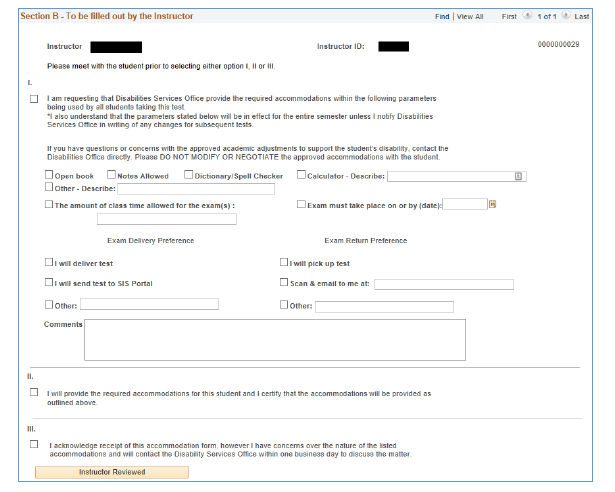 Section B - To be filled out by the Instructor Find | View All First 1 of 1 Last
Instructor Instructor ID: 0000000029
Please meet with the student prior to selecting either option I, II or III.
I.
I am requesting that Disabilities Services Office provide the required accommodations within the following parameters
being used by all students taking this test.
*I also understand that the parameters stated below will be in effect for the entire semester unless I notify Disabilities
Services Office in writing of any changes for subsequent tests.
If you have questions or concerns with the approved academic adjustments to support the student's disability, contact the
Disabilities Office directly. Please DO NOT MODIFY OR NEGOTIATE the approved accommodations with the student.
Open book Notes Allowed Dictionary/Spell Checker Calculator - Describe:
Other - Describe:
The amount of class time allowed for the exam(s) : Exam must take place on or by (date):
Exam Delivery Preference Exam Return Preference
I will deliver test I will pick up test
I will send test to SIS Portal Scan & email to me at:
Other: Other:
Comments
II.
I will provide the required accommodations for this student and I certify that the accommodations will be provided as
outlined above.
III.
I acknowledge receipt of this accommodation form, however I have concerns over the nature of the listed
accommodations and will contact the Disability Services Office within one business day to discuss the matter.
Instructor Reviewed